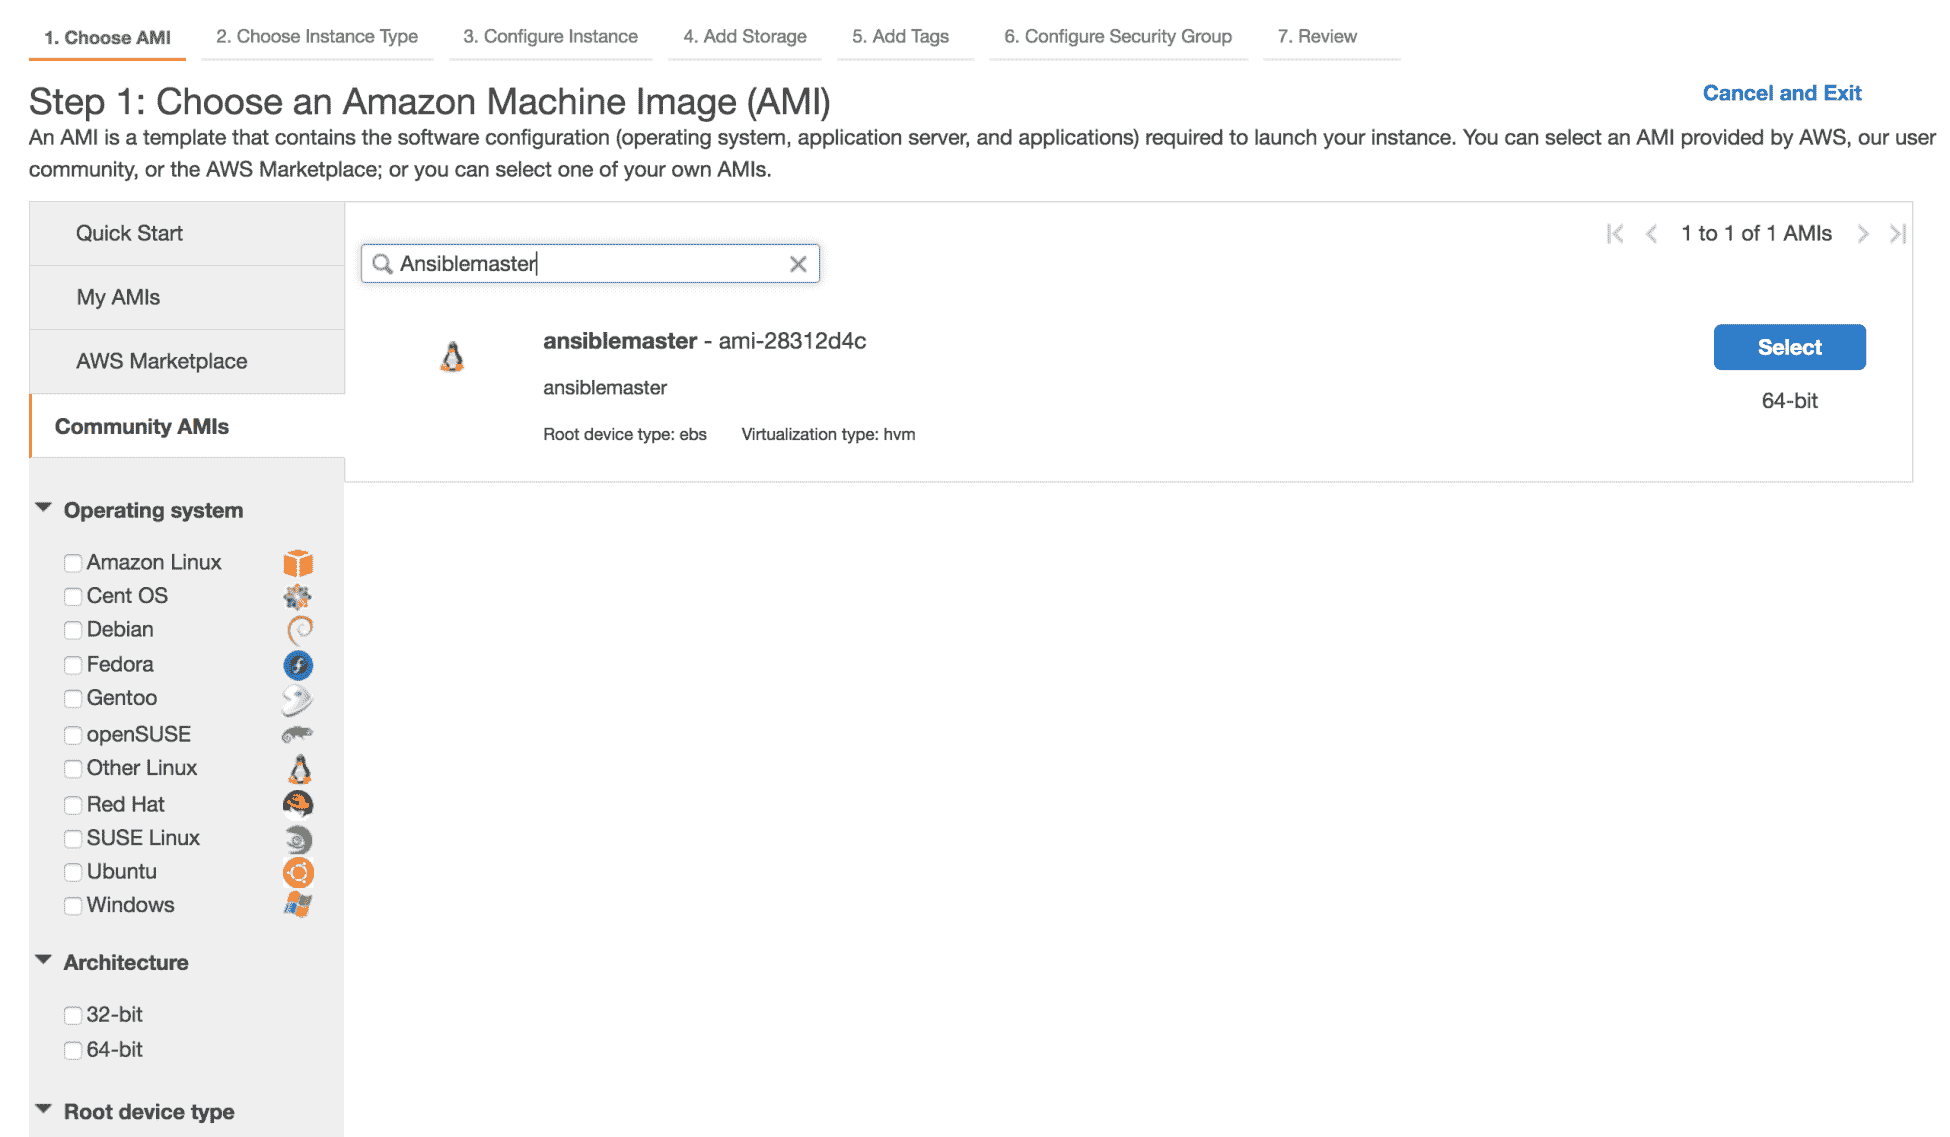 1. Choose AMI 2. Choose Instance Type 3. Configure Instance 4. Add Storage 5. Add Tags 6. Configure Security Group 7. Review
Step 1: Choose an Amazon Machine Image (AMI)
Cancel and Exit
An AMI is a template that contains the software configuration (operating system, application server, and applications) required to launch your instance. You can select an AMI provided by AWS, our user
community, or the AWS Marketplace; or you can select one of your own AMIs.
Quick Start
My AMIs
AWS Marketplace
Community AMIs
Operating system
Amazon Linux
Cent OS
Debian
Fedora
Gentoo
openSUSE
Other Linux
Red Hat
SUSE Linux
Ubuntu
Windows
Architecture
32-bit
64-bit
Root device type
Ansiblemaster
1 to 1 of 1 AMIs
ansiblemaster - ami-28312d4c
ansiblemaster
Root device type: ebs Virtualization type: hvm
Select
64-bit